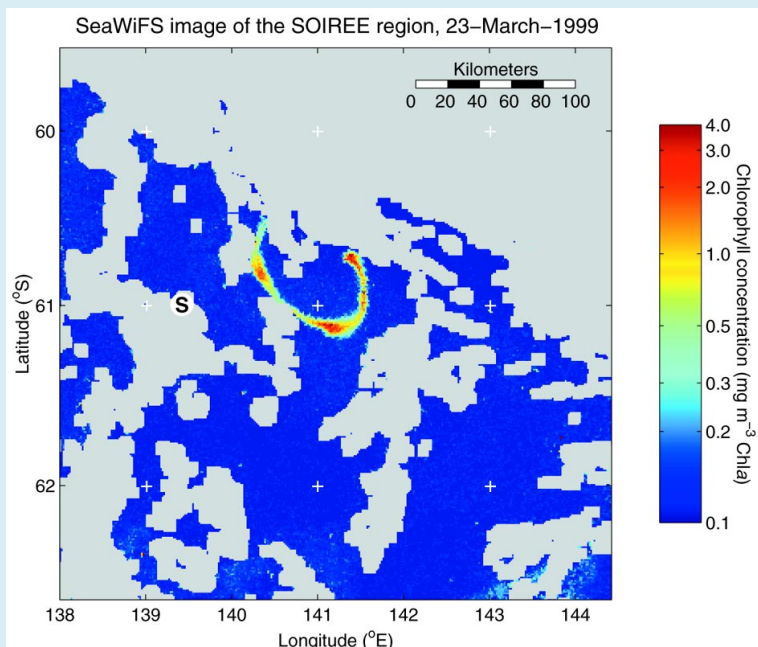 SeaWiFS image of the SOIREE region, 23−March−1999
Kilometers
0 20 40 60 80 100
60
61
62
Latitude (°S)
S
138 139 140 141 142 143 144
Longitude (°E)
4.0
3.0
2.0
1.0
0.5
0.3
0.2
0.1
Chlorophyll concentration (mg m⁻³ Chla)